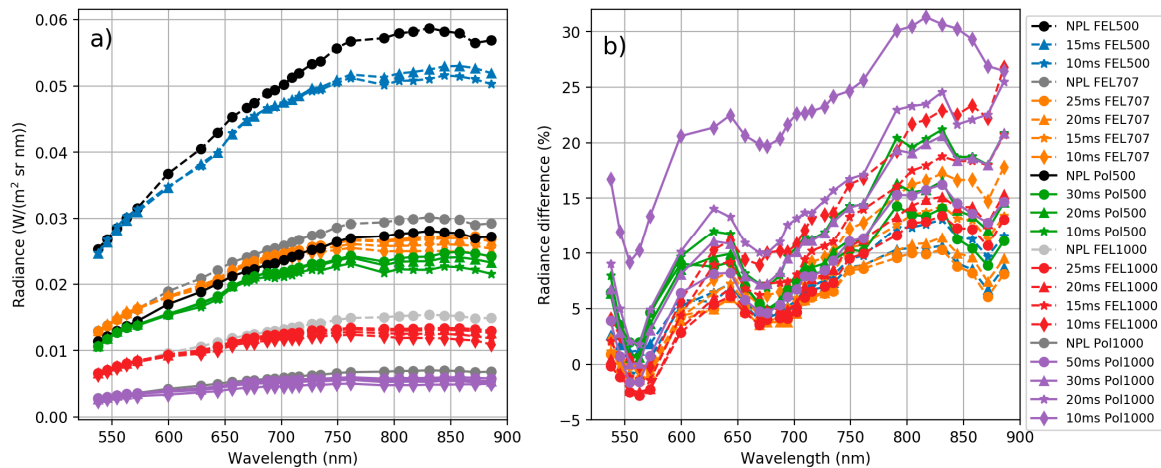 a)
0.06
0.05
0.04
0.03
0.02
0.01
0.00
Radiance (W/(m² sr nm))
550 600 650 700 750 800 850 900
Wavelength (nm)
b)
30
25
20
15
10
5
0
−5
Radiance difference (%)
550 600 650 700 750 800 850 900
Wavelength (nm)
NPL FEL500
15ms FEL500
10ms FEL500
NPL FEL707
25ms FEL707
20ms FEL707
15ms FEL707
10ms FEL707
NPL Pol500
30ms Pol500
20ms Pol500
10ms Pol500
NPL FEL1000
25ms FEL1000
20ms FEL1000
15ms FEL1000
10ms FEL1000
NPL Pol1000
50ms Pol1000
30ms Pol1000
20ms Pol1000
10ms Pol1000